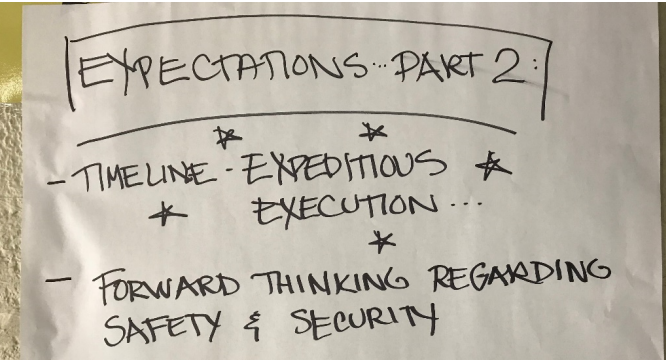 EXPECTATIONS... PART 2:
- TIMELINE - EXPEDITIOUS
EXECUTION...
- FORWARD THINKING REGARDING
SAFETY & SECURITY